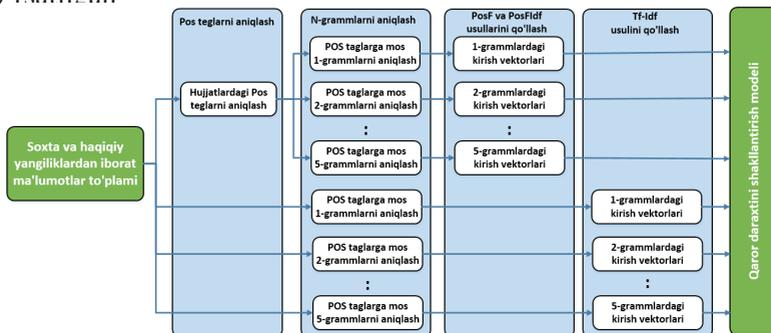 Pos teglarni aniqlash
N-grammlarni aniqlash
PosF va PosFIdf
usullarini qo'llash
Tf-Idf
usulini qo'llash
Soxta va haqiqiy
yangiliklardan iborat
ma'lumotlar to'plami
Hujjatlardagi Pos
teglarni aniqlash
POS taglarga mos
1-grammlarni aniqlash
POS taglarga mos
2-grammlarni aniqlash
:
POS taglarga mos
5-grammlarni aniqlash
POS taglarga mos
1-grammlarni aniqlash
POS taglarga mos
2-grammlarni aniqlash
:
POS taglarga mos
5-grammlarni aniqlash
1-grammlardagi
kirish vektorlari
2-grammlardagi
kirish vektorlari
:
5-grammlardagi
kirish vektorlari
1-grammlardagi
kirish vektorlari
2-grammlardagi
kirish vektorlari
:
5-grammlardagi
kirish vektorlari
Qaror daraxtini shakllantirish modeli